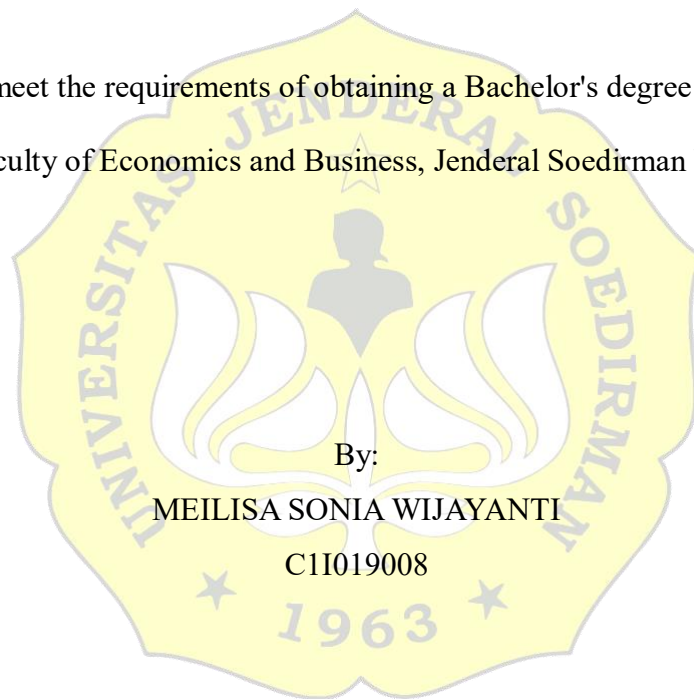 meet the requirements of obtaining a Bachelor's degree
culty of Economics and Business, Jenderal Soedirman
UNIVERSITAS JENDERAL SOEDIRMAN
By:
MEILISA SONIA WIJAYANTI
C1I019008
1963